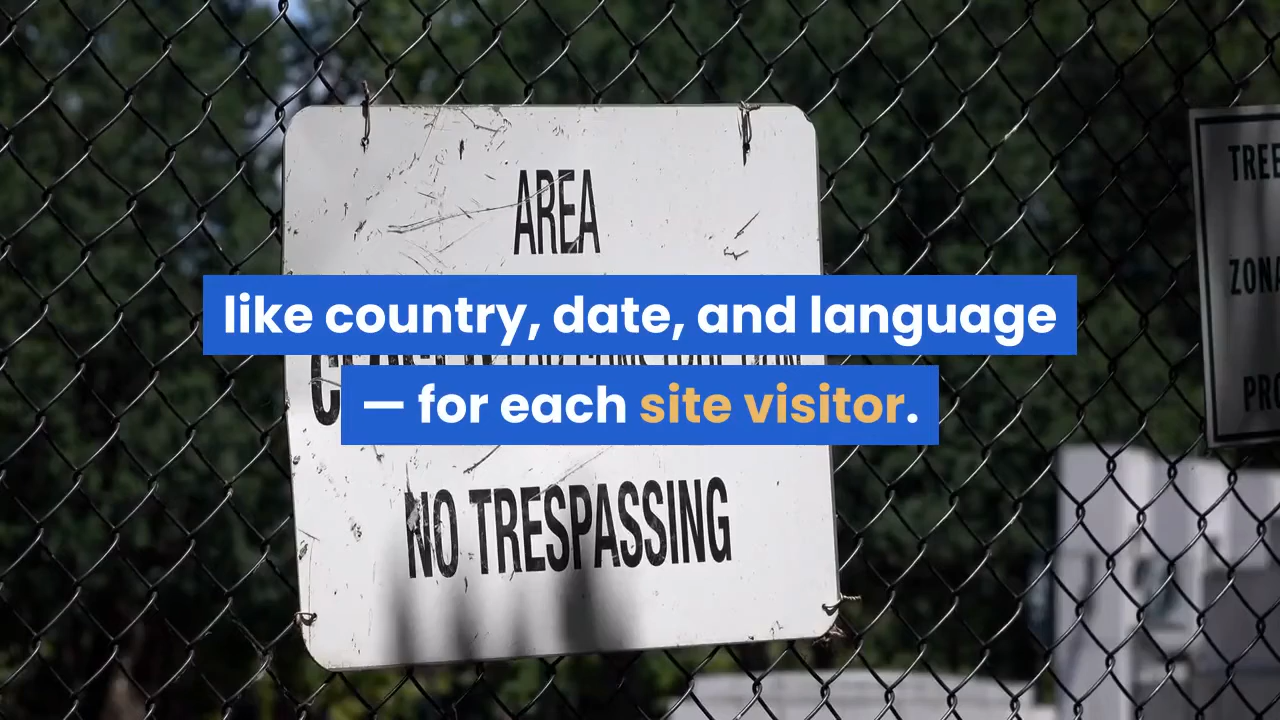 AREA
like country, date, and language
— for each site visitor.
NO TRESPASSING
TREE
ZONA
PRO